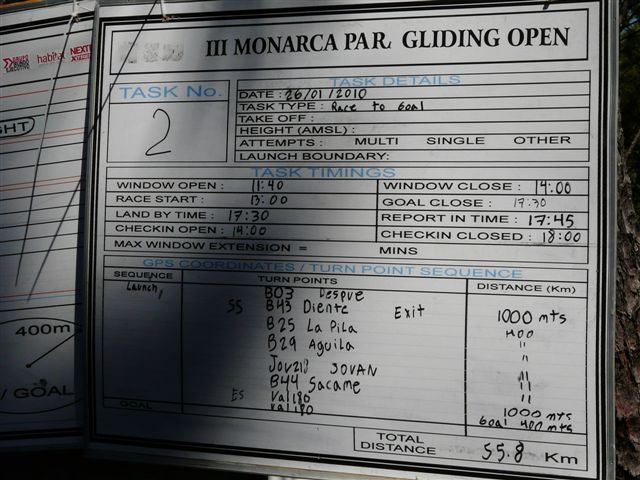 III MONARCA PAR. GLIDING OPEN
TASK No.
2
TASK DETAILS
DATE: 26/01/2010
TASK TYPE: Race to Goal
TAKE OFF:
HEIGHT (AMSL):
ATTEMPTS: MULTI SINGLE OTHER
LAUNCH BOUNDARY:
TASK TIMINGS
WINDOW OPEN: 11:40 WINDOW CLOSE: 14:00
RACE START: 13:00 GOAL CLOSE: 17:30
LAND BY TIME: 17:30 REPORT IN TIME: 17:45
CHECKIN OPEN: 14:00 CHECKIN CLOSED: 18:00
MAX WINDOW EXTENSION = MINS
GPS COORDINATES / TURN POINT SEQUENCE
SEQUENCE TURN POINTS DISTANCE (Km)
Launch, B03 Despue
SS B43 Diente Exit 1000 mts
B25 La Pila 400
B29 Aguila "
JOV210 JOVAN "
B44 Sacame "
ES Val180 1000 mts
GOAL Val180 Goal 400 mts
TOTAL DISTANCE 55.8 Km
habita
NEXT
GHT
400m
/ GOAL